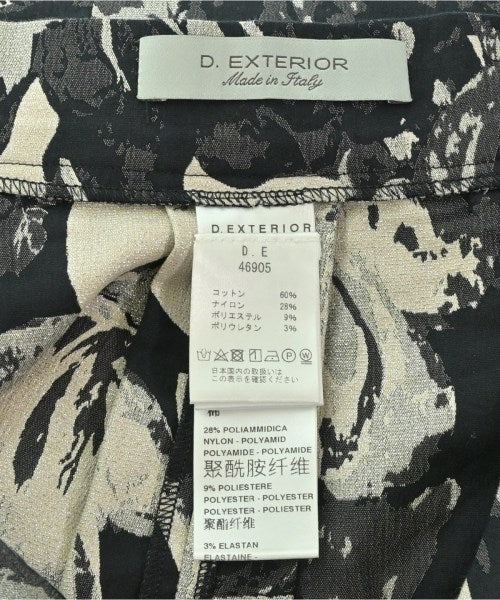 D. EXTERIOR
Made in Italy
D.EXTERIOR
D. E
46905
コットン 60%
ナイロン 28%
ポリエステル 9%
ポリウレタン 3%
日本国内の取扱いは
この表示を確認ください
28% POLIAMMIDICA
NYLON - POLYAMID
POLYAMIDE - POLYAMIDE
聚酰胺纤维
9% POLIESTERE
POLYESTER - POLYESTER
POLYESTER - POLIESTER
聚酯纤维
3% ELASTAN